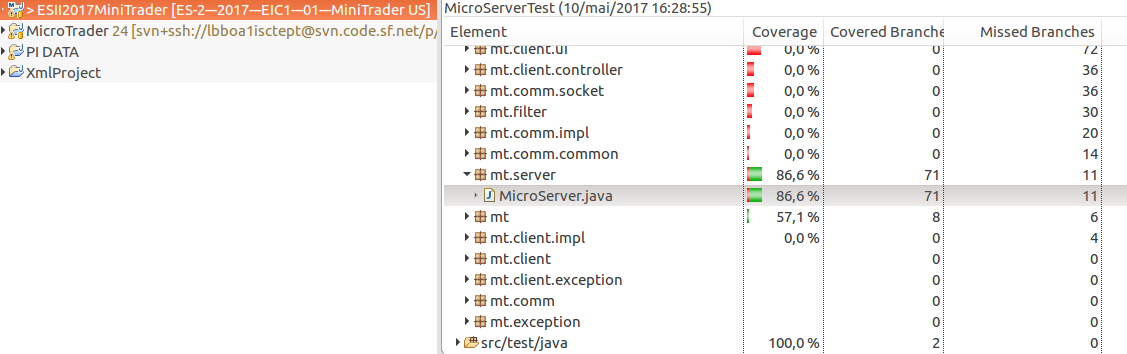 > ESII2017MiniTrader [ES-2—2017—EIC1—01—MiniTrader US]
MicroTrader 24 [svn+ssh://lbboa1isctept@svn.code.sf.net/p/
PI DATA
XmlProject
MicroServerTest (10/mai/2017 16:28:55)
Element Coverage Covered Branche Missed Branches
mt.client.ui 0,0 % 0 72
mt.client.controller 0,0 % 0 36
mt.comm.socket 0,0 % 0 36
mt.filter 0,0 % 0 30
mt.comm.impl 0,0 % 0 20
mt.comm.common 0,0 % 0 14
mt.server 86,6 % 71 11
MicroServer.java 86,6 % 71 11
mt 57,1 % 8 6
mt.client.impl 0,0 % 0 4
mt.client 0 0
mt.client.exception 0 0
mt.comm 0 0
mt.exception 0 0
src/test/java 100,0 % 2 0